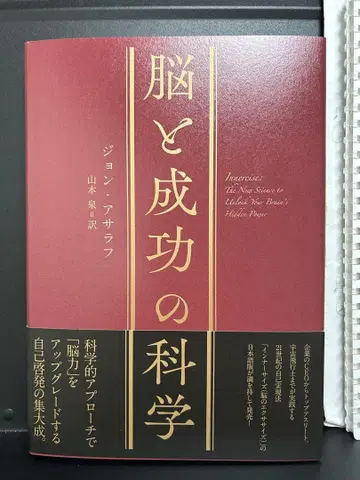 脳と成功の科学
ジョン・アサラフ
山本 泉=訳
Innercise:
The New Science to
Unlock Your Brain's
Hidden Power
企業のCEOからトップアスリート、
宇宙飛行士までが実践する
21世紀の自己実現法
「インナーサイズ(脳のエクササイズ)」の
日本語版が満を持して発売!
科学的アプローチで
「脳力」を
アップグレードする
自己啓発の集大成。